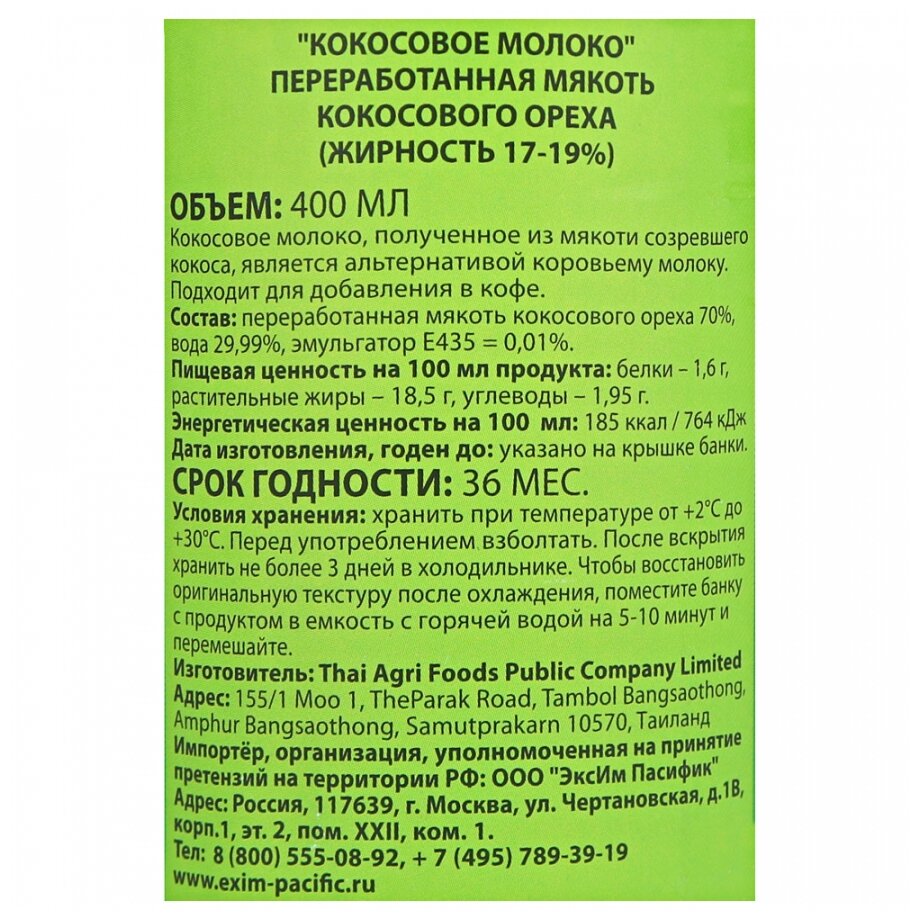 "КОКОСОВОЕ МОЛОКО"
ПЕРЕРАБОТАННАЯ МЯКОТЬ
КОКОСОВОГО ОРЕХА
(ЖИРНОСТЬ 17-19%)
ОБЪЕМ: 400 МЛ
Кокосовое молоко, полученное из мякоти созревшего
кокоса, является альтернативой коровьему молоку.
Подходит для добавления в кофе.
Состав: переработанная мякоть кокосового ореха 70%,
вода 29,99%, эмульгатор Е435 = 0,01%.
Пищевая ценность на 100 мл продукта: белки – 1,6 г,
растительные жиры – 18,5 г, углеводы – 1,95 г.
Энергетическая ценность на 100 мл: 185 ккал / 764 кДж
Дата изготовления, годен до: указано на крышке банки.
СРОК ГОДНОСТИ: 36 МЕС.
Условия хранения: хранить при температуре от +2°С до
+30°С. Перед употреблением взболтать. После вскрытия
хранить не более 3 дней в холодильнике. Чтобы восстановить
оригинальную текстуру после охлаждения, поместите банку
с продуктом в емкость с горячей водой на 5-10 минут и
перемешайте.
Изготовитель: Thai Agri Foods Public Company Limited
Адрес: 155/1 Moo 1, TheParak Road, Tambol Bangsaothong,
Amphur Bangsaothong, Samutprakarn 10570, Таиланд
Импортёр, организация, уполномоченная на принятие
претензий на территории РФ: ООО "ЭксИм Пасифик"
Адрес: Россия, 117639, г. Москва, ул. Чертановская, д.1В,
корп.1, эт. 2, пом. XXII, ком. 1.
Тел: 8 (800) 555-08-92, + 7 (495) 789-39-19
www.exim-pacific.ru